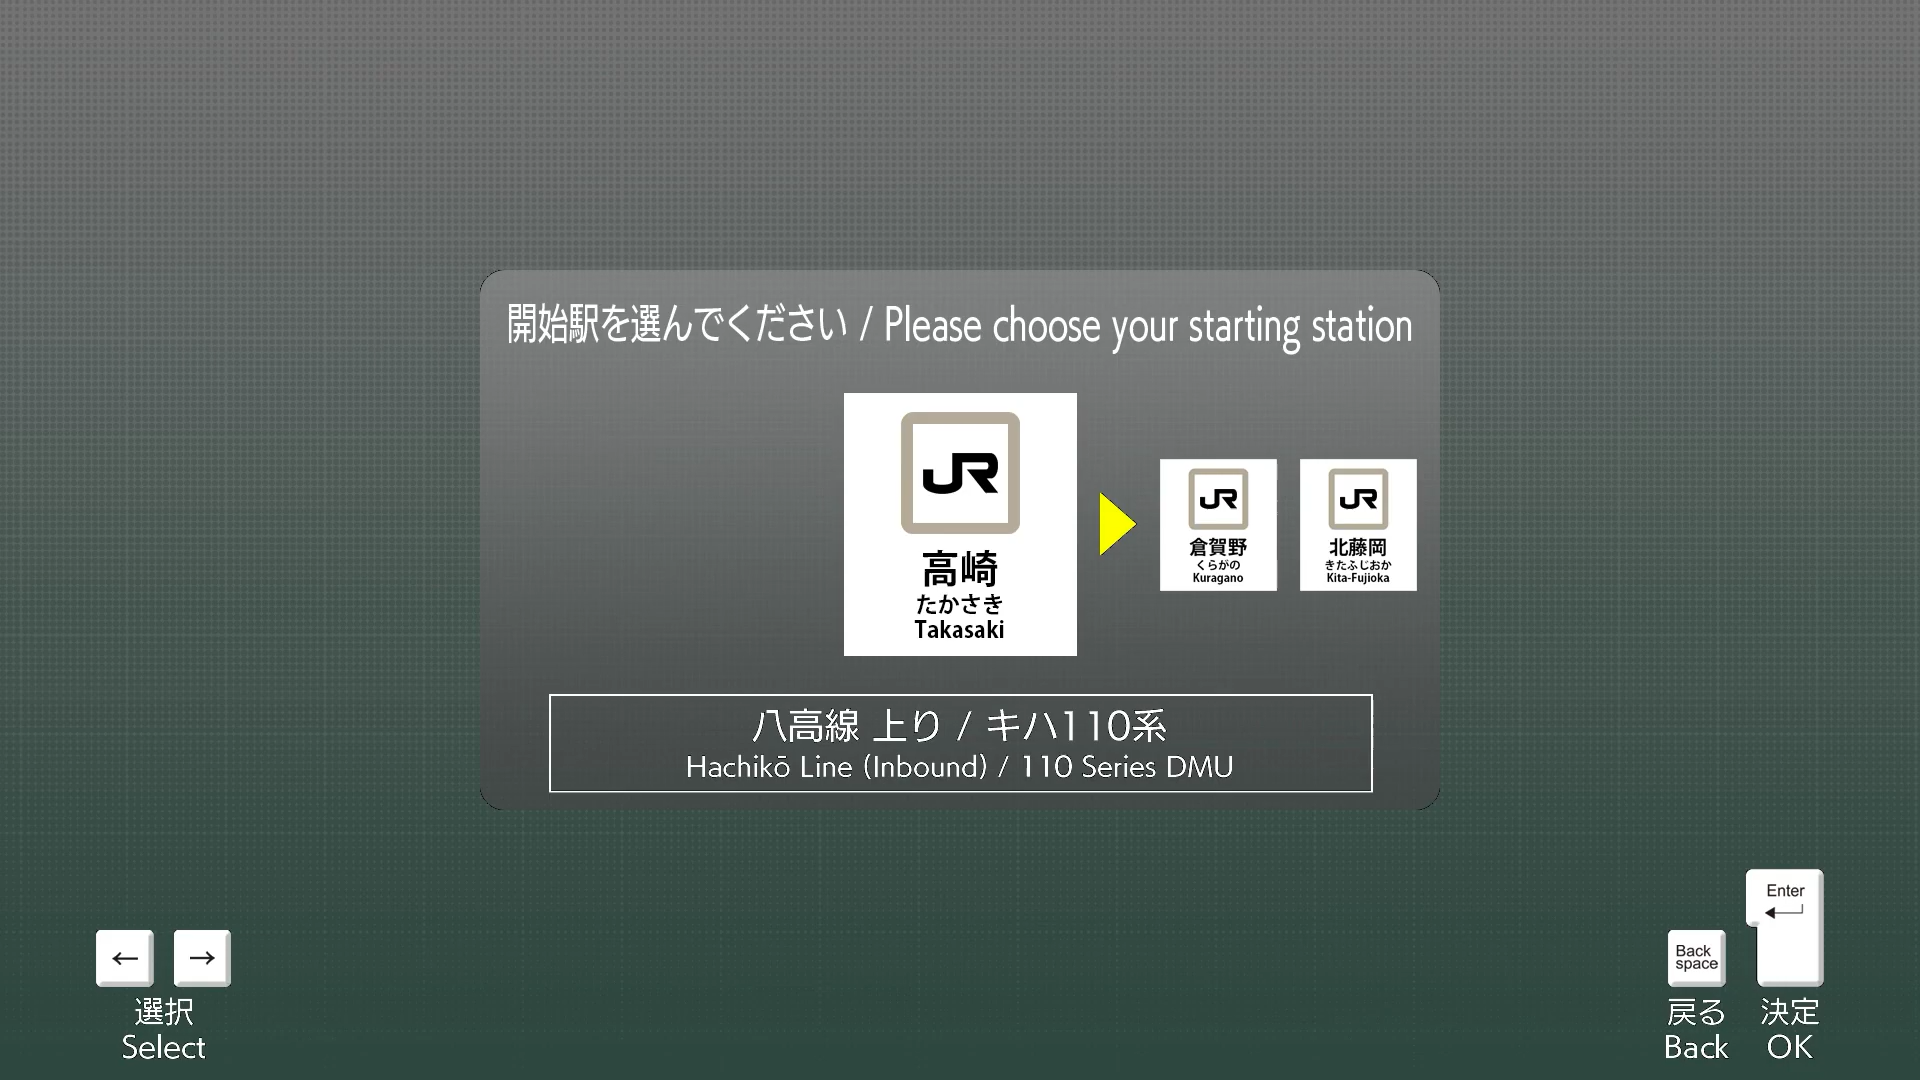 開始駅を選んでください / Please choose your starting station
JR
高崎
たかさき
Takasaki
JR
倉賀野
くらがの
Kuragano
JR
北藤岡
きたふじおか
Kita-Fujioka
八高線 上り / キハ110系
Hachikō Line (Inbound) / 110 Series DMU
← →
選択
Select
Back
space
戻る
Back
Enter
決定
OK